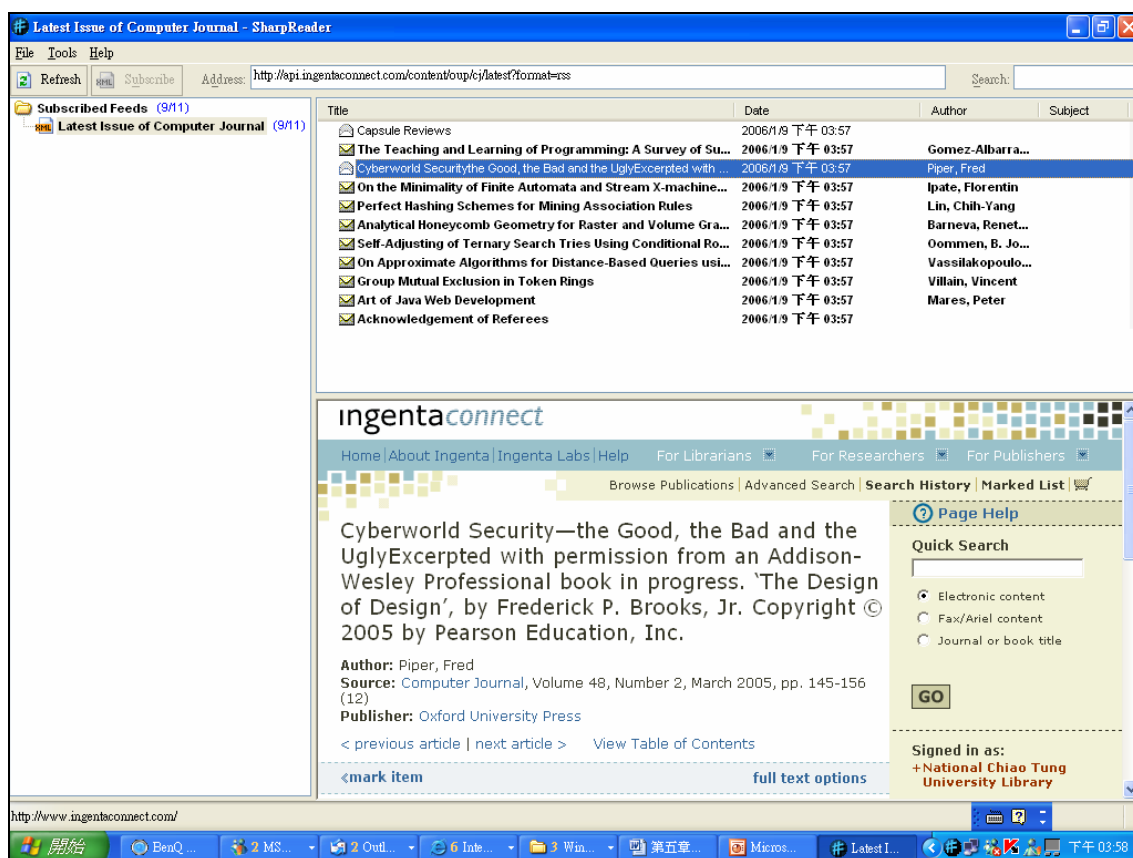 Latest Issue of Computer Journal - SharpReader
File Tools Help
Refresh Subscribe Address: http://api.ingentaconnect.com/content/oup/cj/latest?format=rss Search:
Subscribed Feeds (9/11)
XML Latest Issue of Computer Journal (9/11)
Title Date Author Subject
Capsule Reviews 2006/1/9 下午 03:57
The Teaching and Learning of Programming: A Survey of Su... 2006/1/9 下午 03:57 Gomez-Albarra...
Cyberworld Securitythe Good, the Bad and the UglyExcerpted with ... 2006/1/9 下午 03:57 Piper, Fred
On the Minimality of Finite Automata and Stream X-machine... 2006/1/9 下午 03:57 Ipate, Florentin
Perfect Hashing Schemes for Mining Association Rules 2006/1/9 下午 03:57 Lin, Chih-Yang
Analytical Honeycomb Geometry for Raster and Volume Gra... 2006/1/9 下午 03:57 Barneva, Renet...
Self-Adjusting of Ternary Search Tries Using Conditional Ro... 2006/1/9 下午 03:57 Oommen, B. Jo...
On Approximate Algorithms for Distance-Based Queries usi... 2006/1/9 下午 03:57 Vassilakopoulo...
Group Mutual Exclusion in Token Rings 2006/1/9 下午 03:57 Villain, Vincent
Art of Java Web Development 2006/1/9 下午 03:57 Mares, Peter
Acknowledgement of Referees 2006/1/9 下午 03:57
ingentaconnect
Home|About Ingenta|Ingenta Labs|Help For Librarians For Researchers For Publishers
Browse Publications | Advanced Search | Search History | Marked List |
Cyberworld Security—the Good, the Bad and the
UglyExcerpted with permission from an Addison-
Wesley Professional book in progress. ‘The Design
of Design’, by Frederick P. Brooks, Jr. Copyright ©
2005 by Pearson Education, Inc.
Author: Piper, Fred
Source: Computer Journal, Volume 48, Number 2, March 2005, pp. 145-156
(12)
Publisher: Oxford University Press
< previous article | next article > View Table of Contents
«mark item full text options
Page Help
Quick Search
Electronic content
Fax/Ariel content
Journal or book title
GO
Signed in as:
+National Chiao Tung
University Library
http://www.ingentaconnect.com/
開始 BenQ ... 2 MS... 2 Outl... 6 Inte... 3 Win... 第五章... Micros... Latest I... 下午 03:58